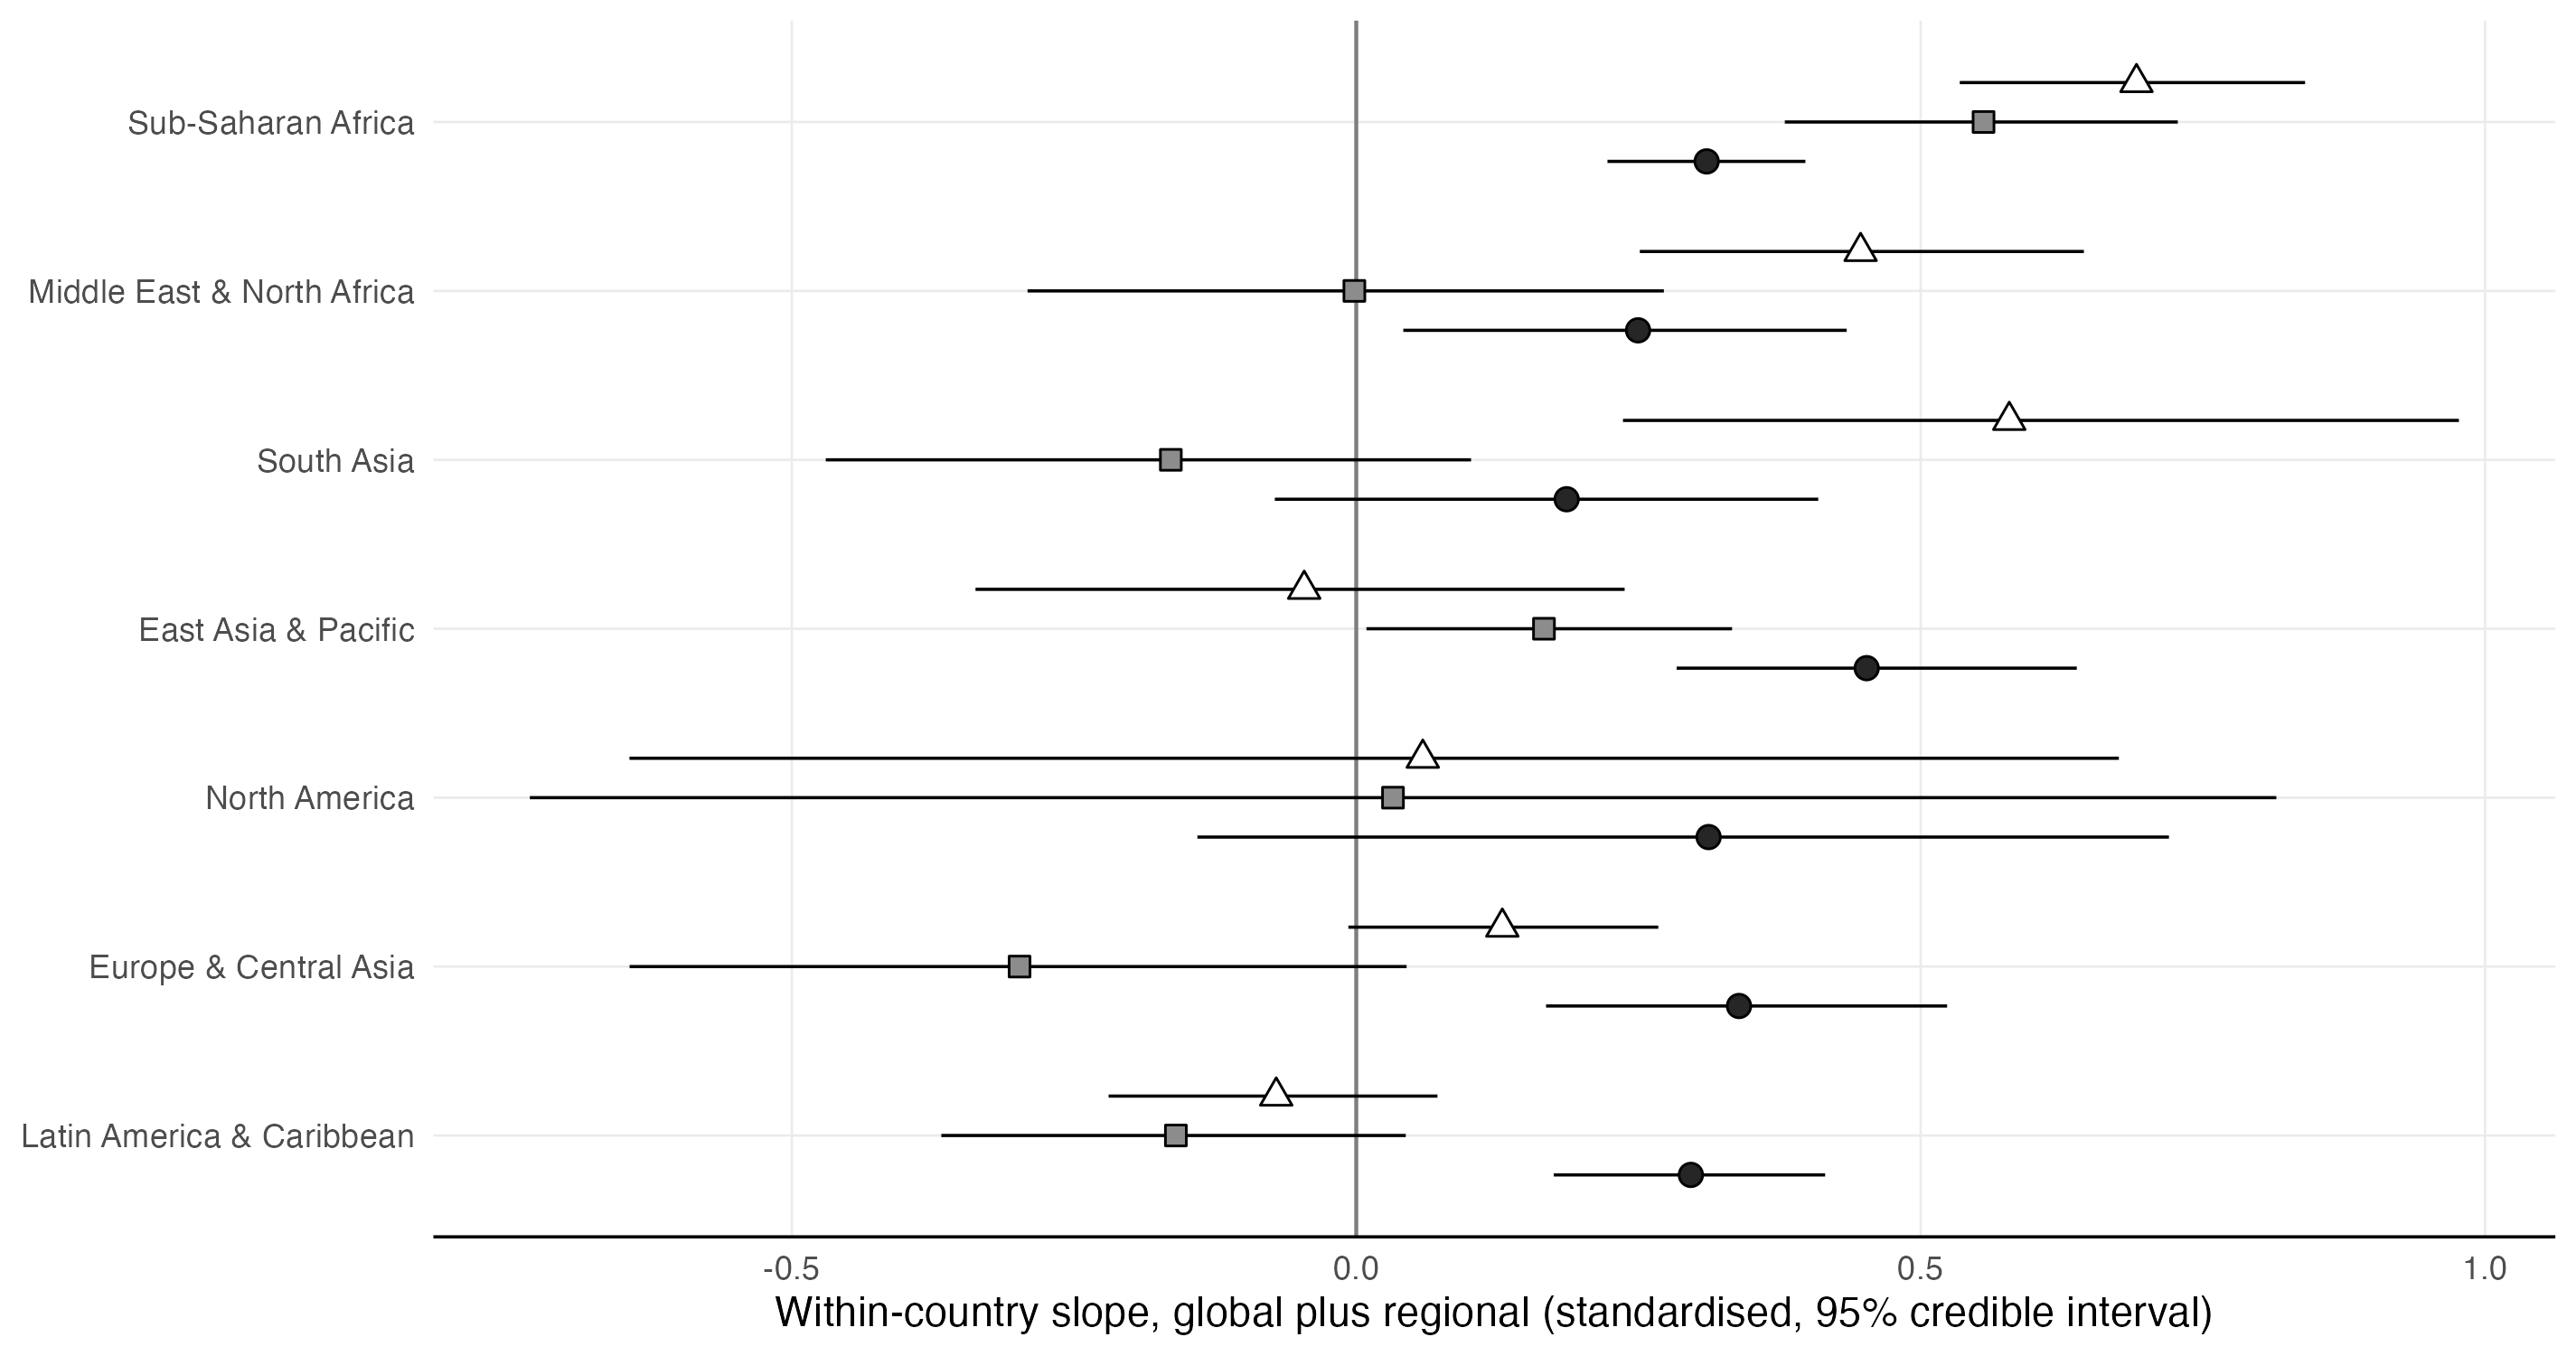 Sub-Saharan Africa
Middle East & North Africa
South Asia
East Asia & Pacific
North America
Europe & Central Asia
Latin America & Caribbean
-0.5 0.0 0.5 1.0
Within-country slope, global plus regional (standardised, 95% credible interval)